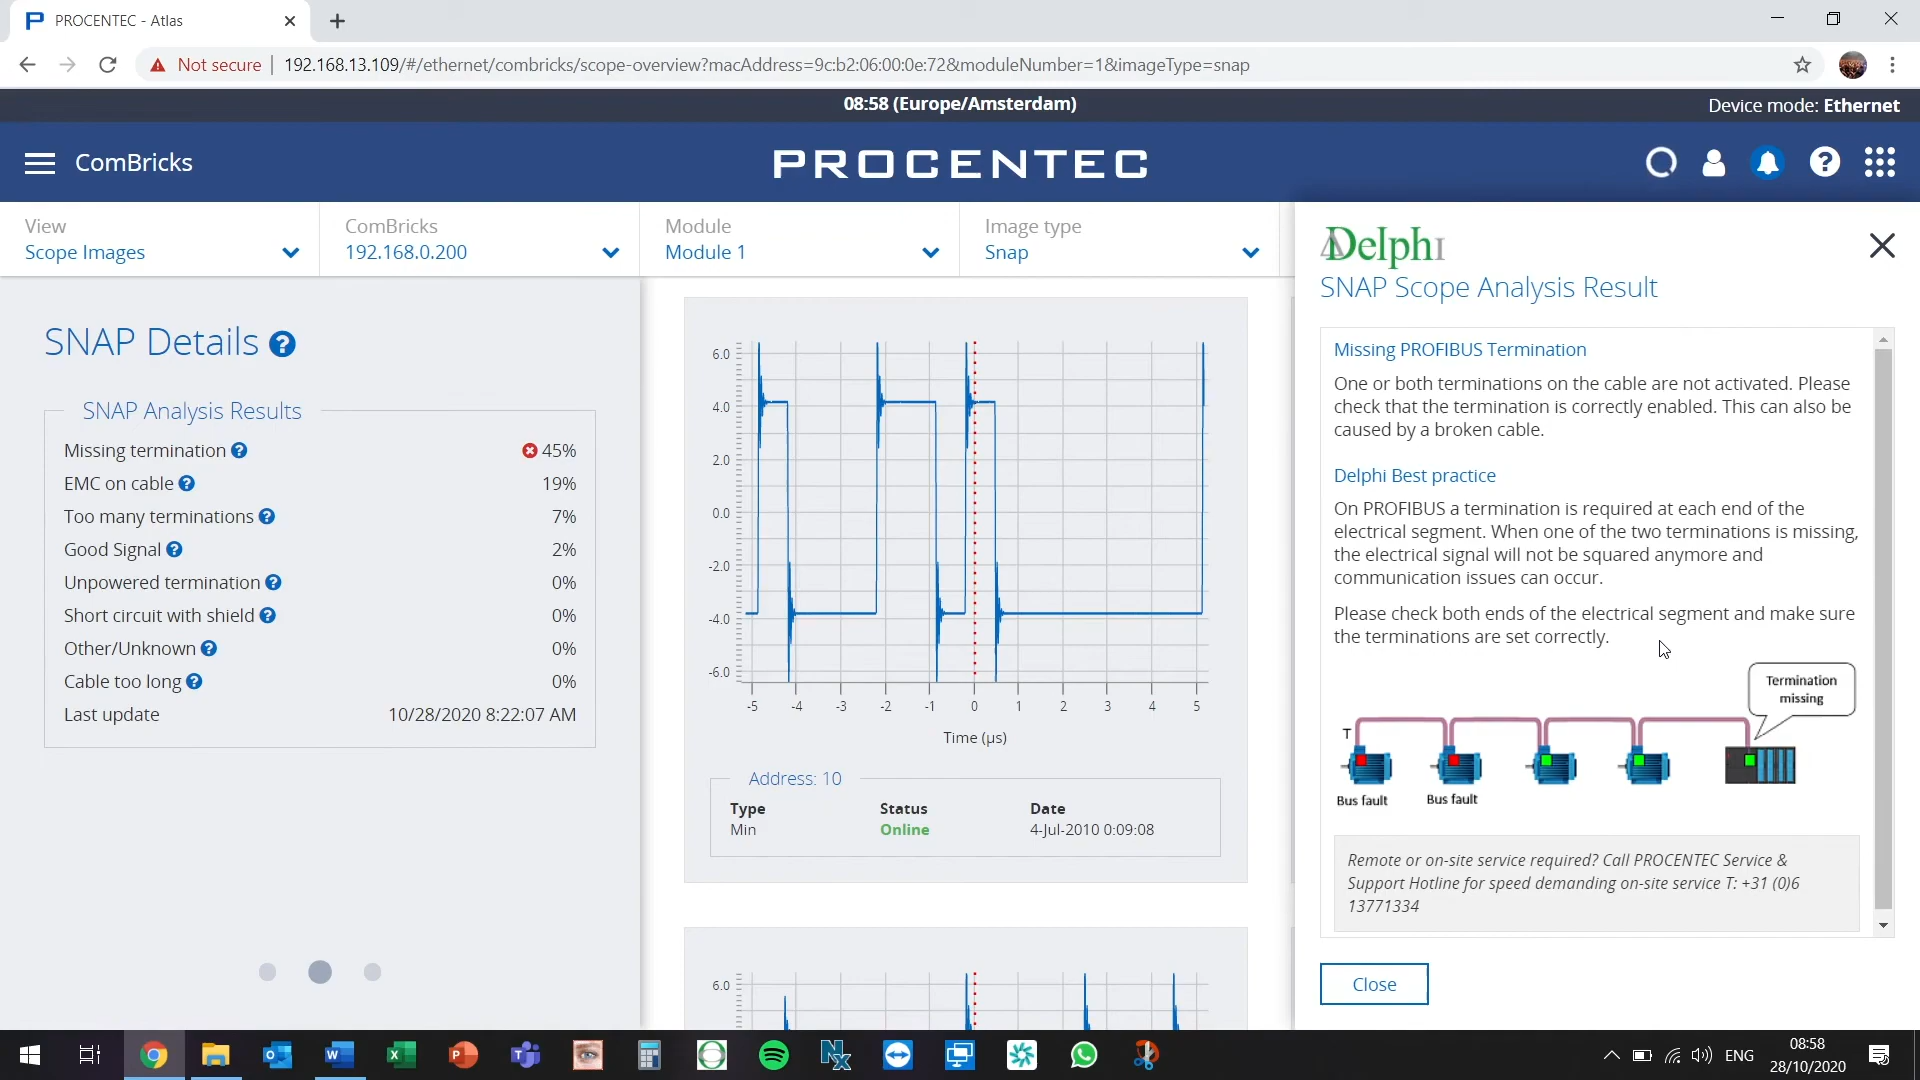 PROCENTEC - Atlas
Not secure | 192.168.13.109/#/ethernet/combricks/scope-overview?macAddress=9c:b2:06:00:0e:72&moduleNumber=1&imageType=snap
08:58 (Europe/Amsterdam)
Device mode: Ethernet
ComBricks
PROCENTEC
View
Scope Images
ComBricks
192.168.0.200
Module
Module 1
Image type
Snap
SNAP Details
SNAP Analysis Results
Missing termination 45%
EMC on cable 19%
Too many terminations 7%
Good Signal 2%
Unpowered termination 0%
Short circuit with shield 0%
Other/Unknown 0%
Cable too long 0%
Last update 10/28/2020 8:22:07 AM
6.0
4.0
2.0
0.0
-2.0
-4.0
-6.0
-5 -4 -3 -2 -1 0 1 2 3 4 5
Time (µs)
Address: 10
Type Status Date
Min Online 4-Jul-2010 0:09:08
6.0
Delphi
SNAP Scope Analysis Result
Missing PROFIBUS Termination
One or both terminations on the cable are not activated. Please
check that the termination is correctly enabled. This can also be
caused by a broken cable.
Delphi Best practice
On PROFIBUS a termination is required at each end of the
electrical segment. When one of the two terminations is missing,
the electrical signal will not be squared anymore and
communication issues can occur.
Please check both ends of the electrical segment and make sure
the terminations are set correctly.
Termination
missing
T
Bus fault
Bus fault
Remote or on-site service required? Call PROCENTEC Service &
Support Hotline for speed demanding on-site service T: +31 (0)6
13771334
Close
ENG
08:58
28/10/2020